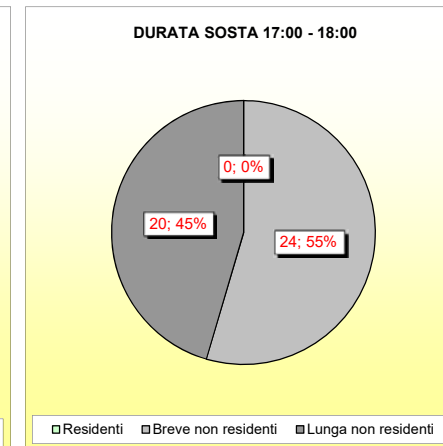 DURATA SOSTA 17:00 - 18:00
0; 0%
20; 45%
24; 55%
Residenti Breve non residenti Lunga non residenti